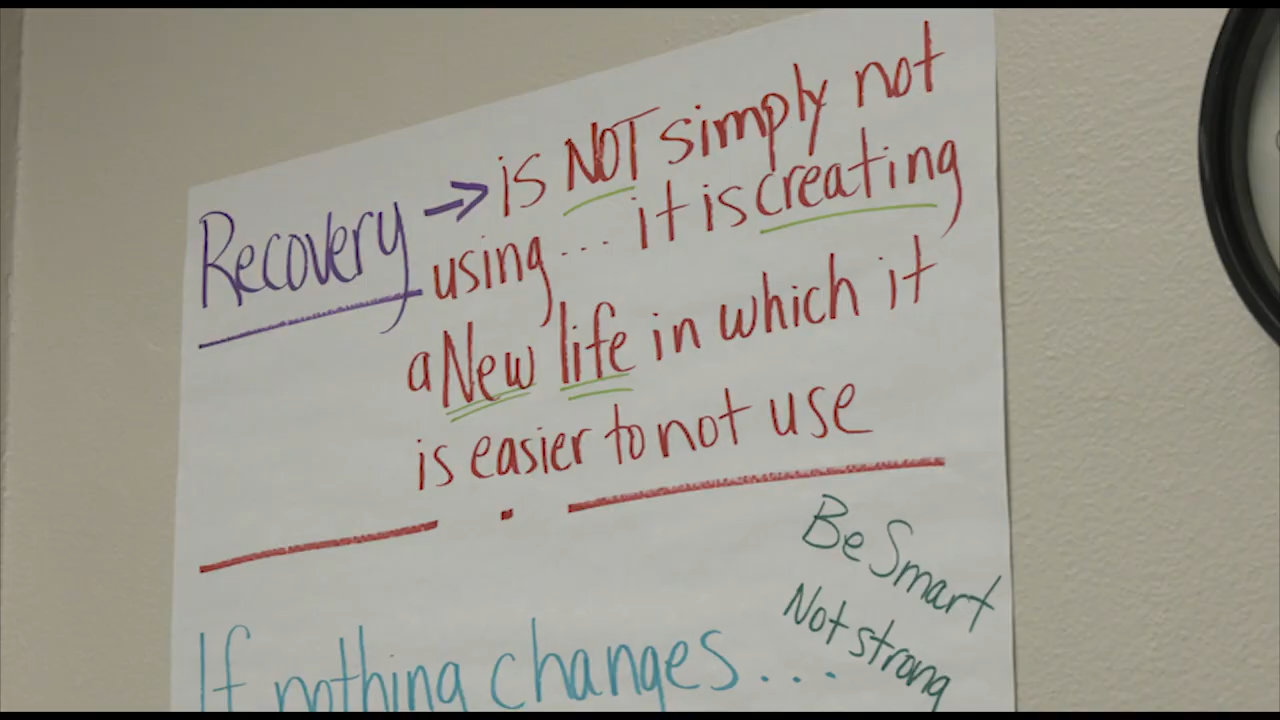 Recovery → is NOT simply not
using... it is creating
a New life in which it
is easier to not use
Be Smart
Not strong
If nothing changes...